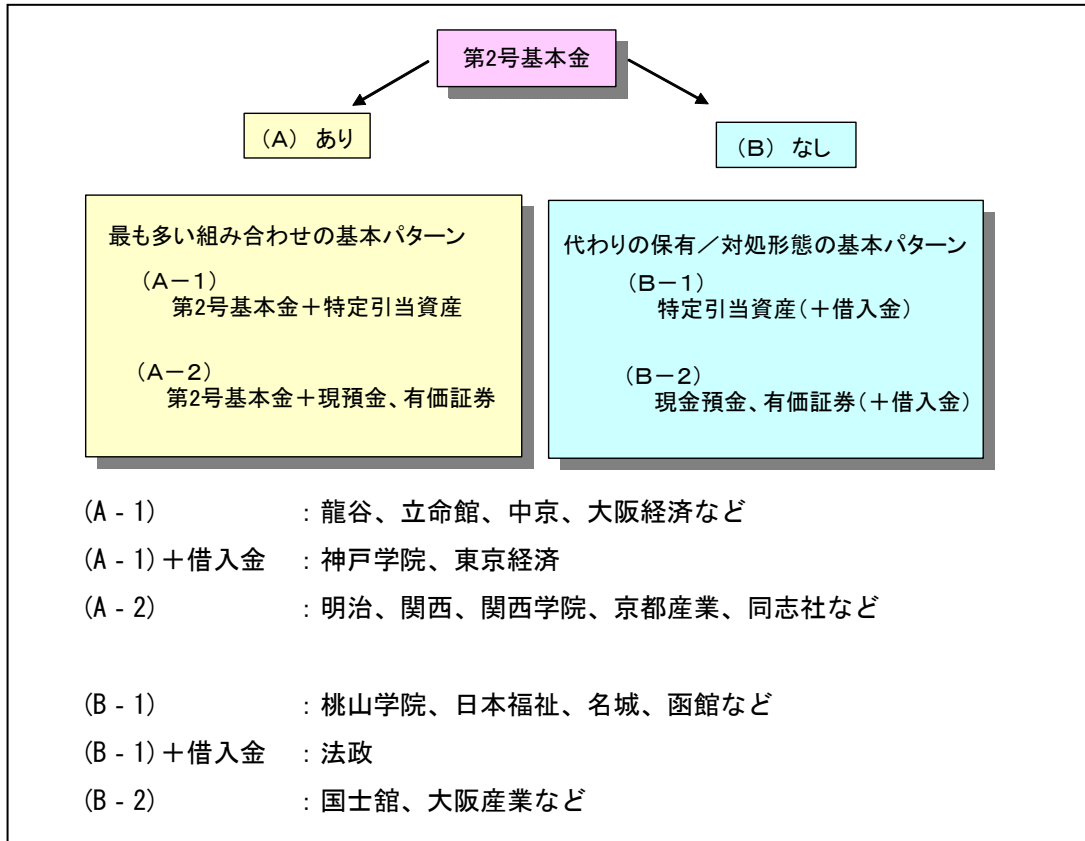 第2号基本金
(A) あり
(B) なし
最も多い組み合わせの基本パターン
(A-1)
第2号基本金+特定引当資産
(A-2)
第2号基本金+現預金、有価証券
代わりの保有/対処形態の基本パターン
(B-1)
特定引当資産(+借入金)
(B-2)
現金預金、有価証券(+借入金)
(A-1) :龍谷、立命館、中京、大阪経済など
(A-1)+借入金 :神戸学院、東京経済
(A-2) :明治、関西、関西学院、京都産業、同志社など
(B-1) :桃山学院、日本福祉、名城、函館など
(B-1)+借入金 :法政
(B-2) :国士舘、大阪産業など